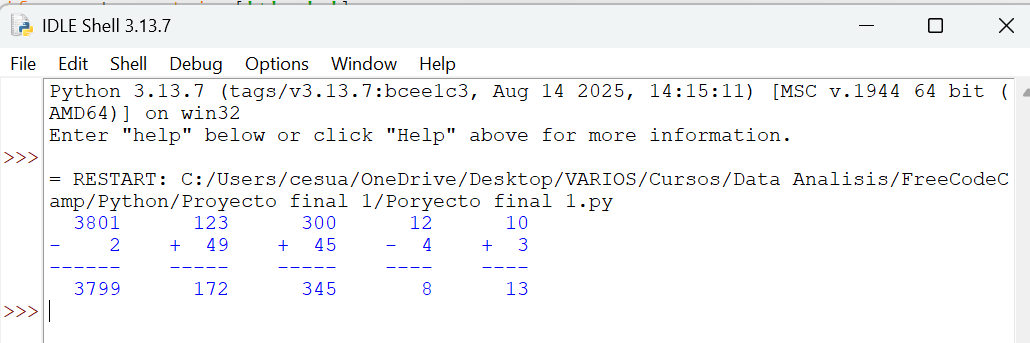 IDLE Shell 3.13.7
File Edit Shell Debug Options Window Help
Python 3.13.7 (tags/v3.13.7:bcee1c3, Aug 14 2025, 14:15:11) [MSC v.1944 64 bit (
AMD64)] on win32
Enter "help" below or click "Help" above for more information.
>>>
= RESTART: C:/Users/cesua/OneDrive/Desktop/VARIOS/Cursos/Data Analisis/FreeCodeC
amp/Python/Proyecto final 1/Poryecto final 1.py
  3801      123      300      12      10
-    2    +  49    +  45    -  4    +  3
------    -----    -----    ----    ----
  3799      172      345       8      13
>>>